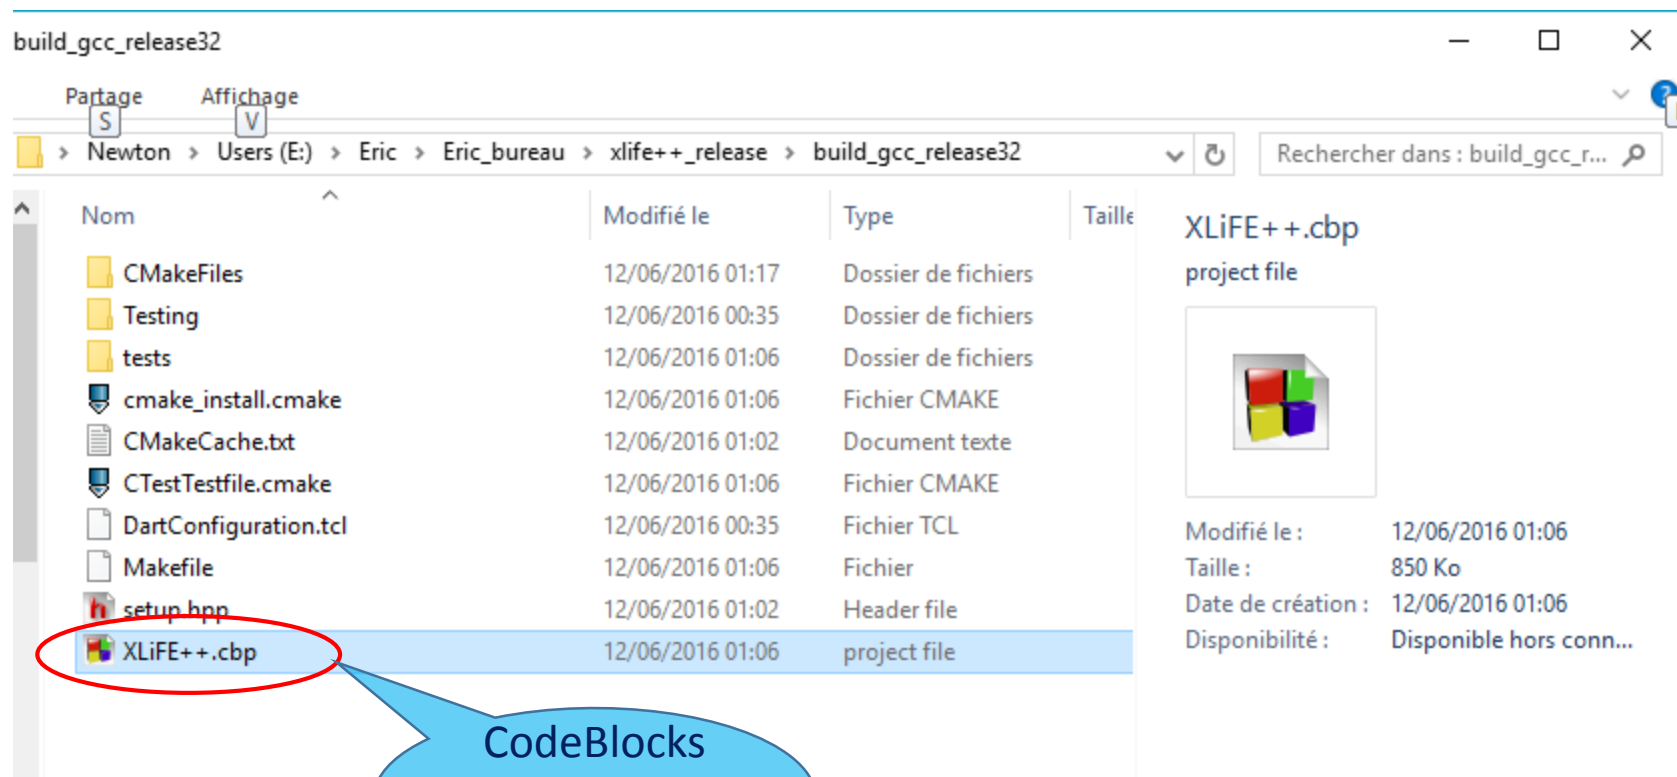 build_gcc_release32
Partage Affichage
S V
Newton > Users (E:) > Eric > Eric_bureau > xlife++_release > build_gcc_release32 Rechercher dans : build_gcc_r...
Nom Modifié le Type Taille
CMakeFiles 12/06/2016 01:17 Dossier de fichiers
Testing 12/06/2016 00:35 Dossier de fichiers
tests 12/06/2016 01:06 Dossier de fichiers
cmake_install.cmake 12/06/2016 01:06 Fichier CMAKE
CMakeCache.txt 12/06/2016 01:02 Document texte
CTestTestfile.cmake 12/06/2016 01:06 Fichier CMAKE
DartConfiguration.tcl 12/06/2016 00:35 Fichier TCL
Makefile 12/06/2016 01:06 Fichier
setup.hpp 12/06/2016 01:02 Header file
XLiFE++.cbp 12/06/2016 01:06 project file
XLiFE++.cbp
project file
Modifié le : 12/06/2016 01:06
Taille : 850 Ko
Date de création : 12/06/2016 01:06
Disponibilité : Disponible hors conn...
CodeBlocks